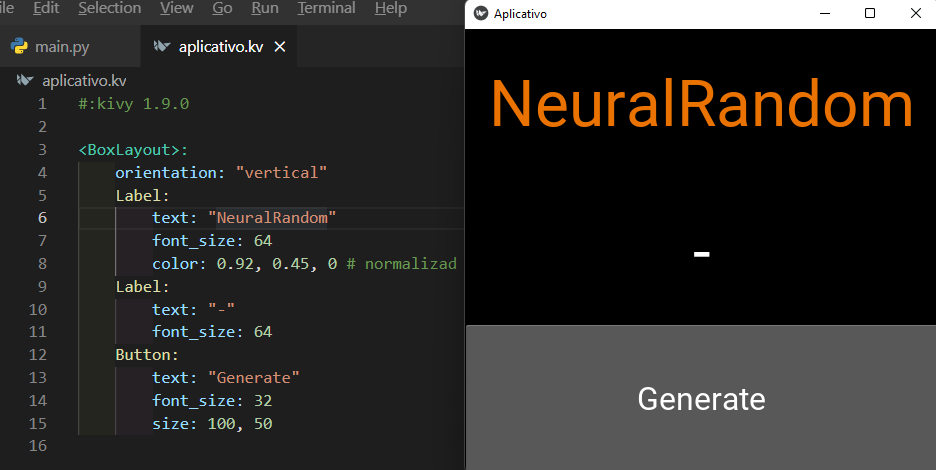 ile Edit Selection View Go Run Terminal Help
main.py aplicativo.kv
aplicativo.kv
1 #:kivy 1.9.0
2
3 <BoxLayout>:
4 orientation: "vertical"
5 Label:
6 text: "NeuralRandom"
7 font_size: 64
8 color: 0.92, 0.45, 0 # normalizad
9 Label:
10 text: "-"
11 font_size: 64
12 Button:
13 text: "Generate"
14 font_size: 32
15 size: 100, 50
16
Aplicativo
NeuralRandom
-
Generate